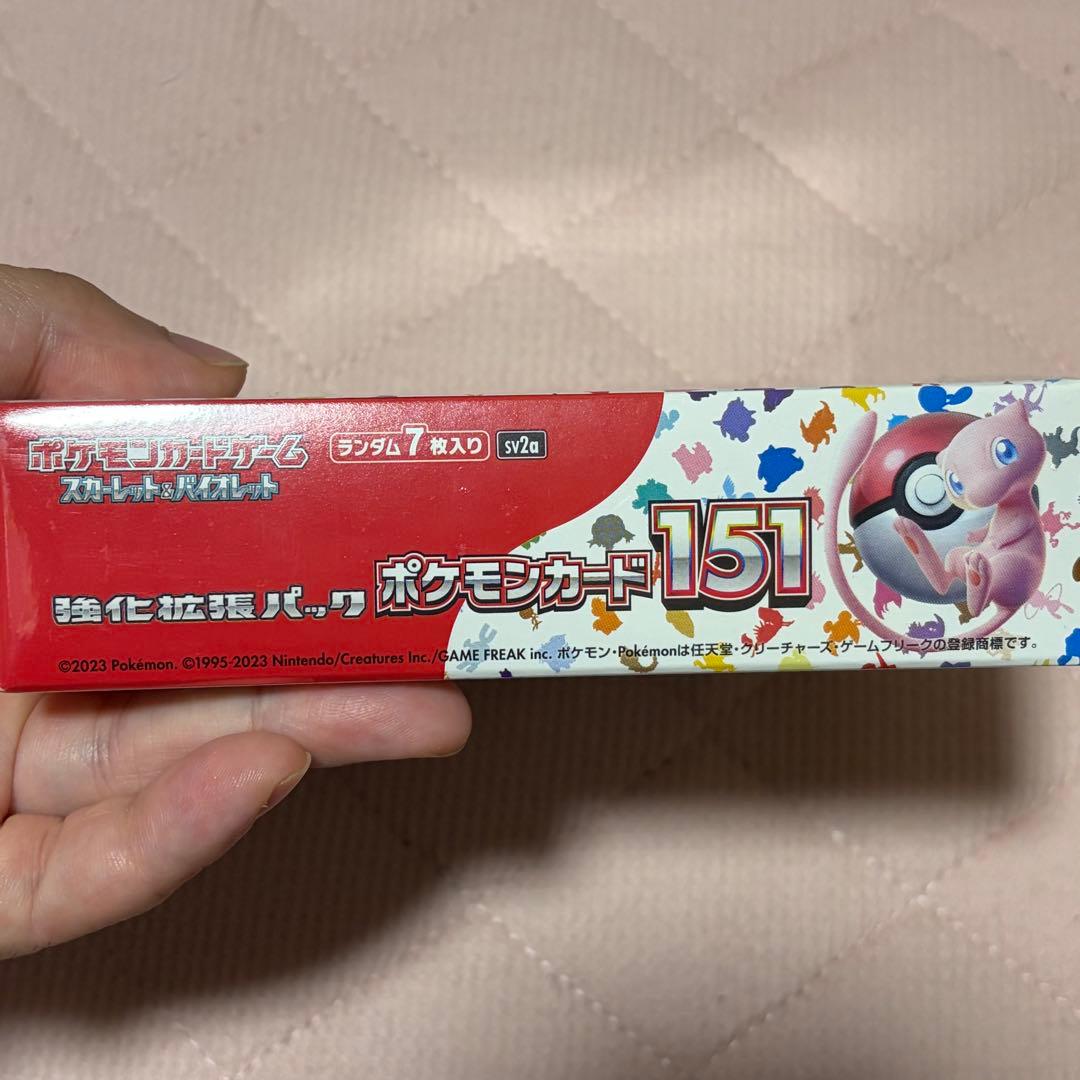 ポケモンカードゲーム
スカーレット&バイオレット
ランダム7枚入り sv2a
強化拡張パック ポケモンカード151
©2023 Pokémon. ©1995-2023 Nintendo/Creatures Inc./GAME FREAK inc. ポケモン・Pokémonは任天堂・クリーチャーズ・ゲームフリークの登録商標です。